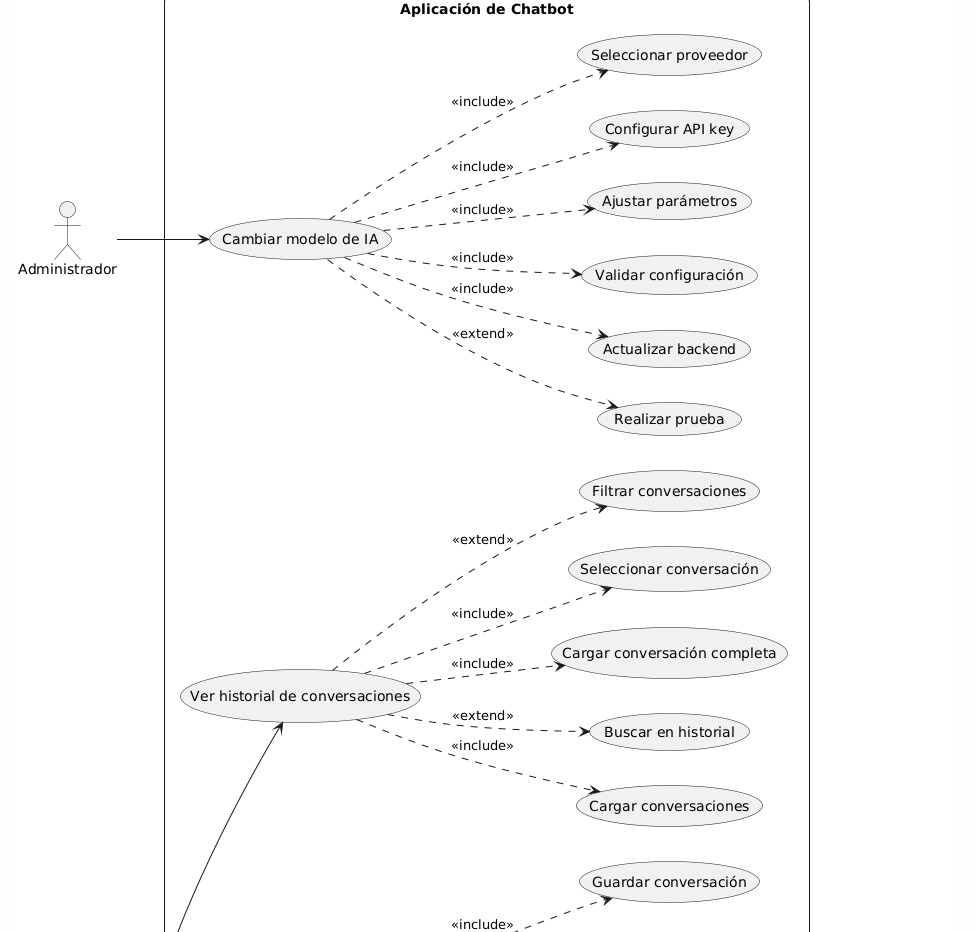 Aplicación de Chatbot
Seleccionar proveedor
«include»
Configurar API key
«include»
Ajustar parámetros
«include»
Cambiar modelo de IA
Administrador
«include»
Validar configuración
«include»
«extend»
Actualizar backend
Realizar prueba
Filtrar conversaciones
«extend»
Seleccionar conversación
«include»
Cargar conversación completa
«include»
Ver historial de conversaciones
«extend»
Buscar en historial
«include»
Cargar conversaciones
Guardar conversación
«include»